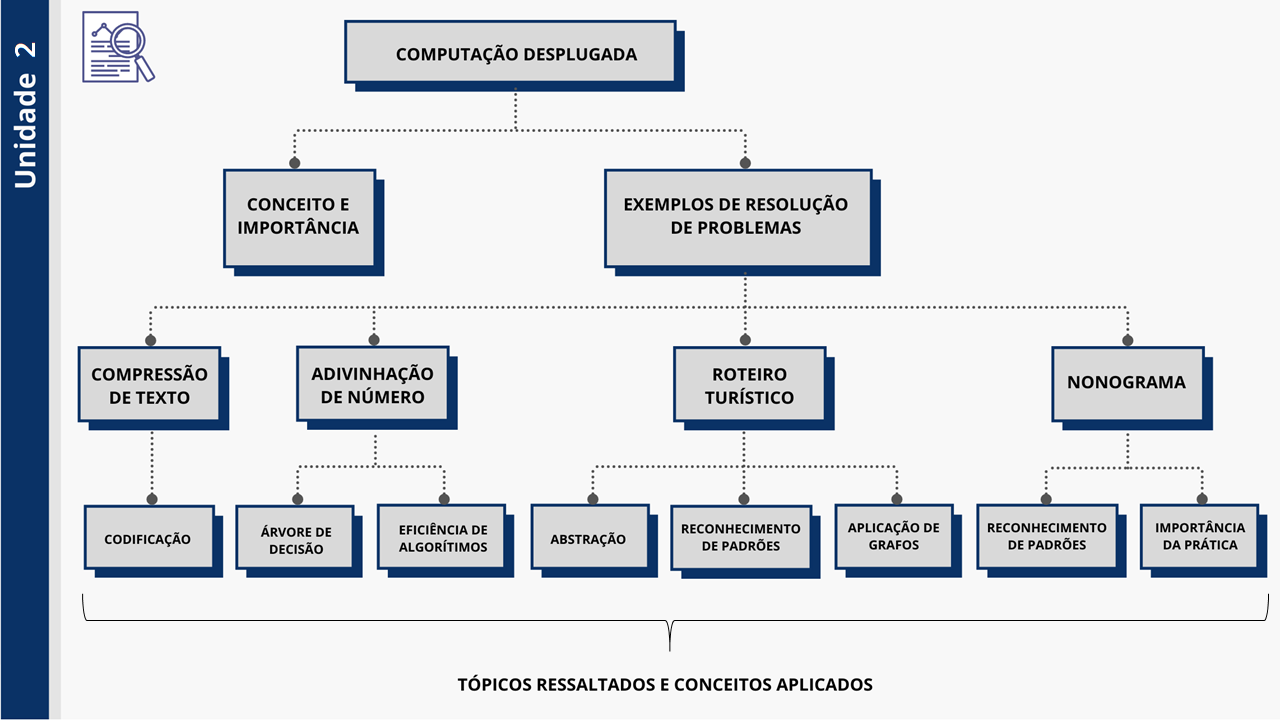 Unidade 2
COMPUTAÇÃO DESPLUGADA
CONCEITO E
IMPORTÂNCIA
EXEMPLOS DE RESOLUÇÃO
DE PROBLEMAS
COMPRESSÃO
DE TEXTO
ADIVINHAÇÃO
DE NÚMERO
ROTEIRO
TURÍSTICO
NONOGRAMA
CODIFICAÇÃO
ÁRVORE DE
DECISÃO
EFICIÊNCIA DE
ALGORÍTIMOS
ABSTRAÇÃO
RECONHECIMENTO
DE PADRÕES
APLICAÇÃO DE
GRAFOS
RECONHECIMENTO
DE PADRÕES
IMPORTÂNCIA
DA PRÁTICA
TÓPICOS RESSALTADOS E CONCEITOS APLICADOS